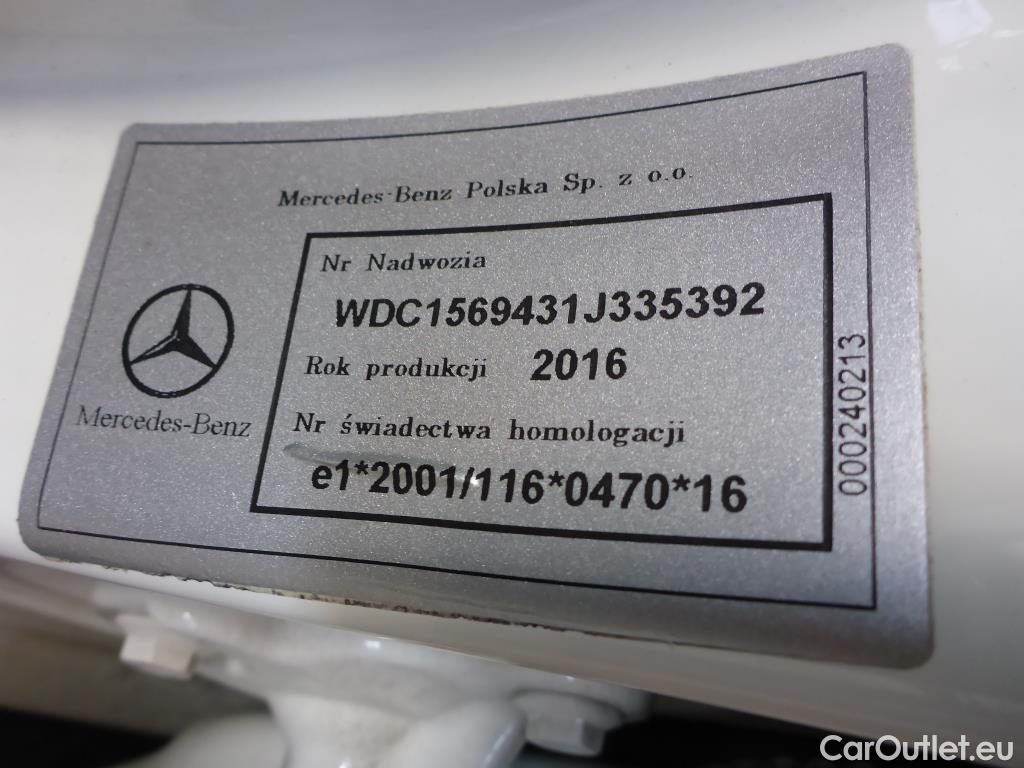 Mercedes-Benz Polska Sp. z o.o.
Nr Nadwozia
WDC1569431J335392
Rok produkcji 2016
Nr świadectwa homologacji
e1*2001/116*0470*16
Mercedes-Benz
000240213
CarOutlet.eu